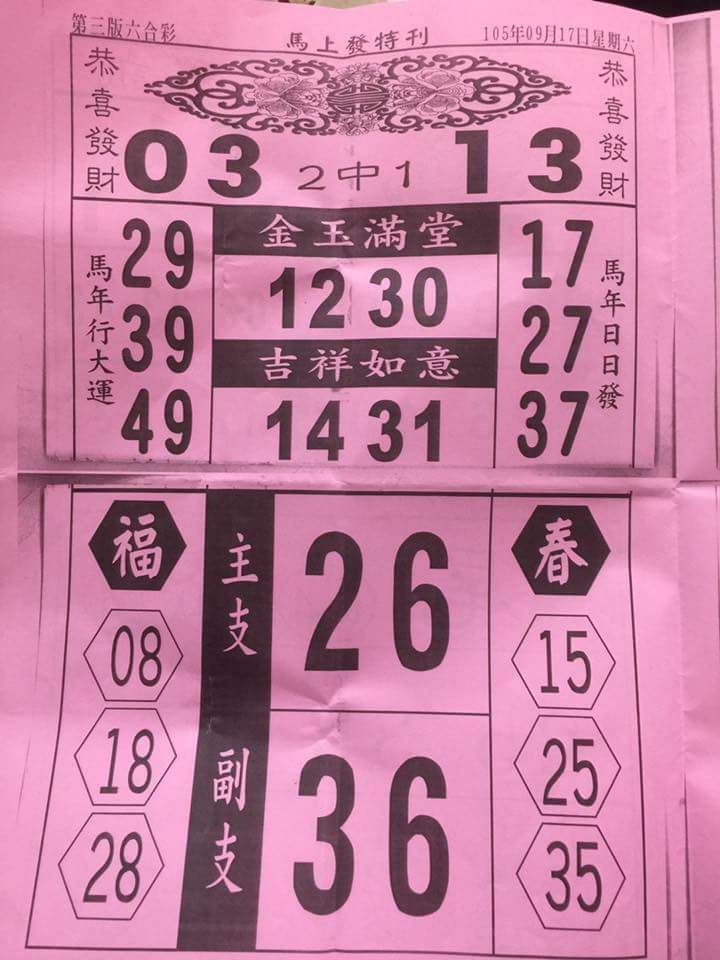 第三版六合彩 馬上發特刊 105年09月17日星期六
恭喜發財
03 2中1 13
恭喜發財
馬年行大運
29
39
49
金玉滿堂
12 30
吉祥如意
14 31
17
27
37
馬年日日發
福
08
18
28
主支
26
副支
36
春
15
25
35